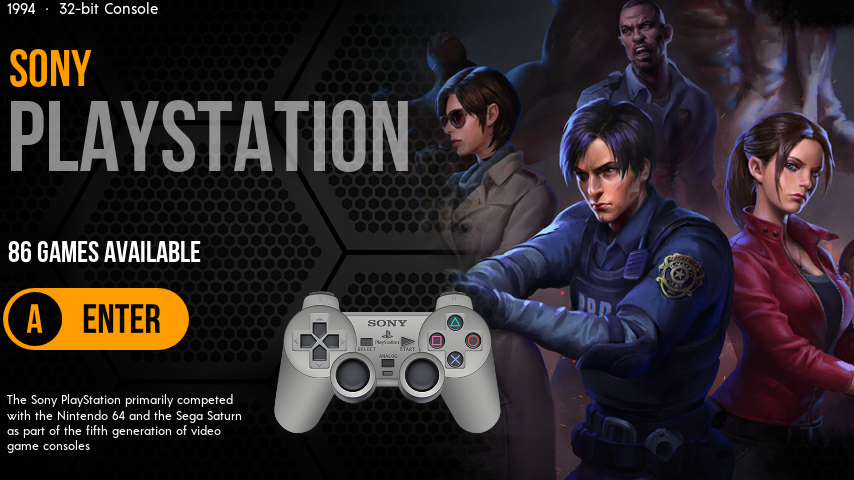 1994 · 32-bit Console
SONY
PLAYSTATION
86 GAMES AVAILABLE
A ENTER
SONY
PlayStation
SELECT START
ANALOG
The Sony PlayStation primarily competed
with the Nintendo 64 and the Sega Saturn
as part of the fifth generation of video
game consoles